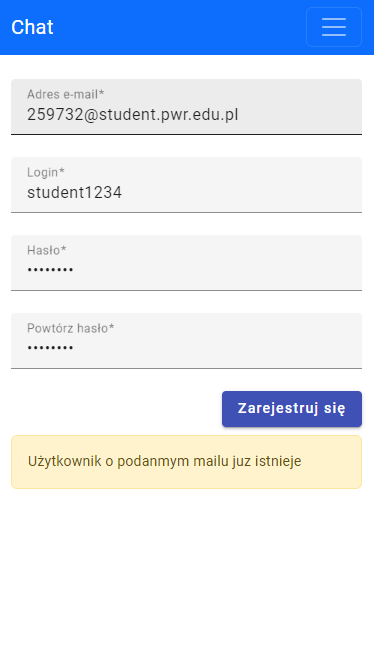 Chat
Adres e-mail*
259732@student.pwr.edu.pl
Login*
student1234
Hasło*
••••••••
Powtórz hasło*
••••••••
Zarejestruj się
Użytkownik o podanmym mailu juz istnieje